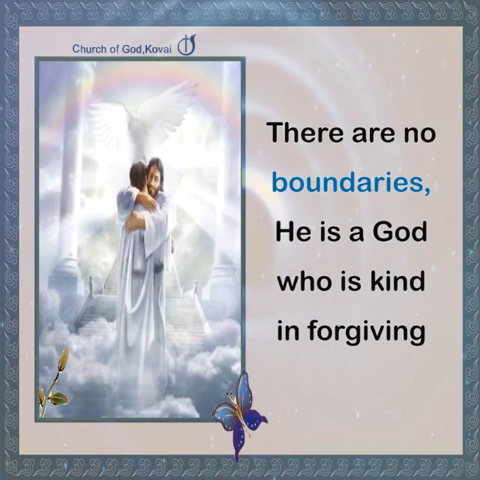 Church of God,Kovai
There are no
boundaries,
He is a God
who is kind
in forgiving